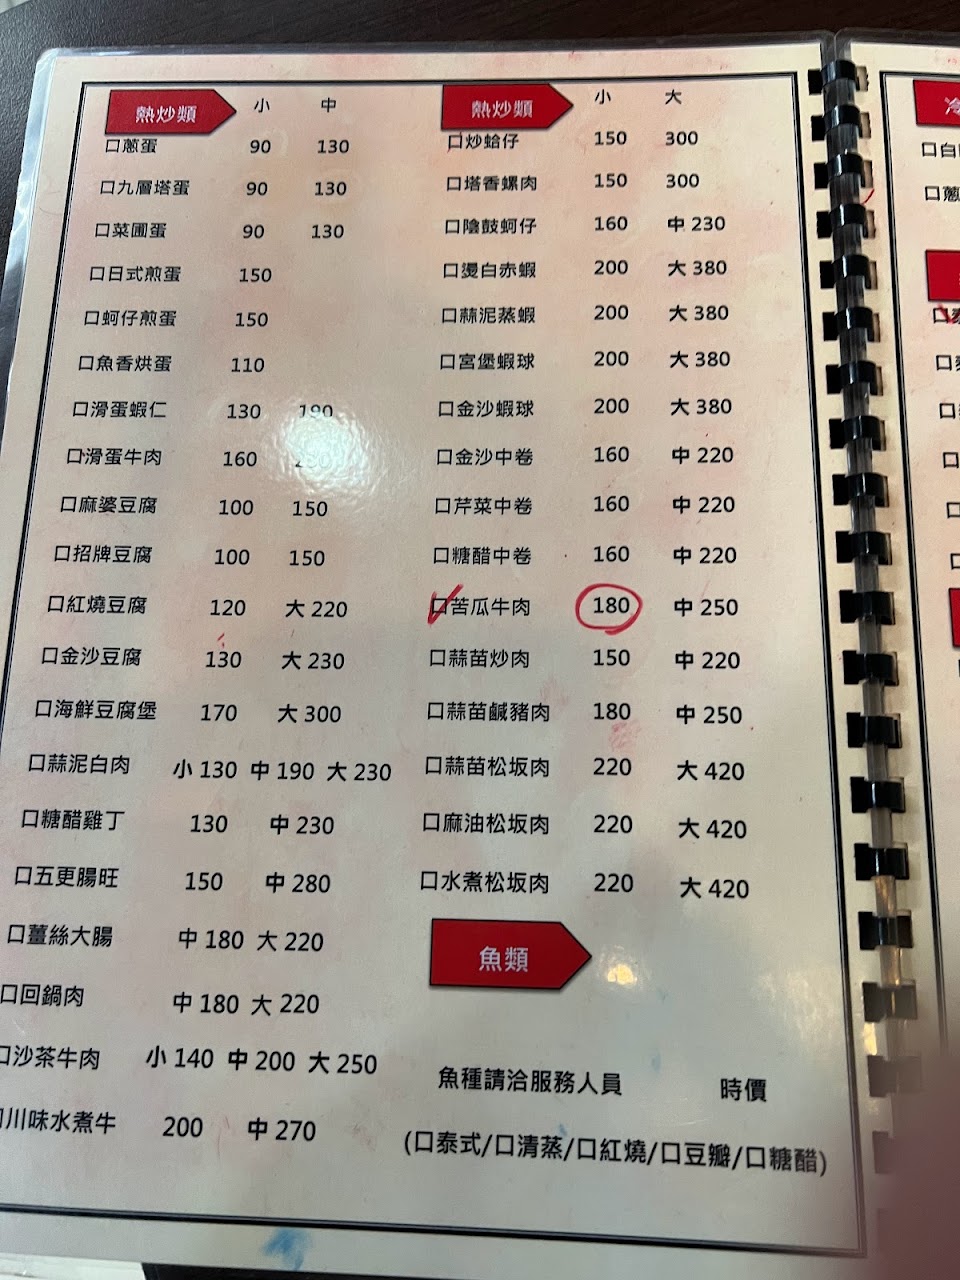 熱炒類 小 中
口蔥蛋 90 130
口九層塔蛋 90 130
口菜圃蛋 90 130
口日式煎蛋 150
口蚵仔煎蛋 150
口魚香烘蛋 110
口滑蛋蝦仁 130 190
口滑蛋牛肉 160
口麻婆豆腐 100 150
口招牌豆腐 100 150
口紅燒豆腐 120 大 220
口金沙豆腐 130 大 230
口海鮮豆腐堡 170 大 300
口蒜泥白肉 小 130 中 190 大 230
口糖醋雞丁 130 中 230
口五更腸旺 150 中 280
口薑絲大腸 中 180 大 220
口回鍋肉 中 180 大 220
口沙茶牛肉 小 140 中 200 大 250
口川味水煮牛 200 中 270
熱炒類 小 大
口炒蛤仔 150 300
口塔香螺肉 150 300
口陰鼓蚵仔 160 中 230
口燙白赤蝦 200 大 380
口蒜泥蒸蝦 200 大 380
口宮堡蝦球 200 大 380
口金沙蝦球 200 大 380
口金沙中卷 160 中 220
口芹菜中卷 160 中 220
口糖醋中卷 160 中 220
口苦瓜牛肉 180 中 250
口蒜苗炒肉 150 中 220
口蒜苗鹹豬肉 180 中 250
口蒜苗松坂肉 220 大 420
口麻油松坂肉 220 大 420
口水煮松坂肉 220 大 420
魚類
魚種請洽服務人員 時價
(口泰式/口清蒸/口紅燒/口豆瓣/口糖醋)
口白
口蔥